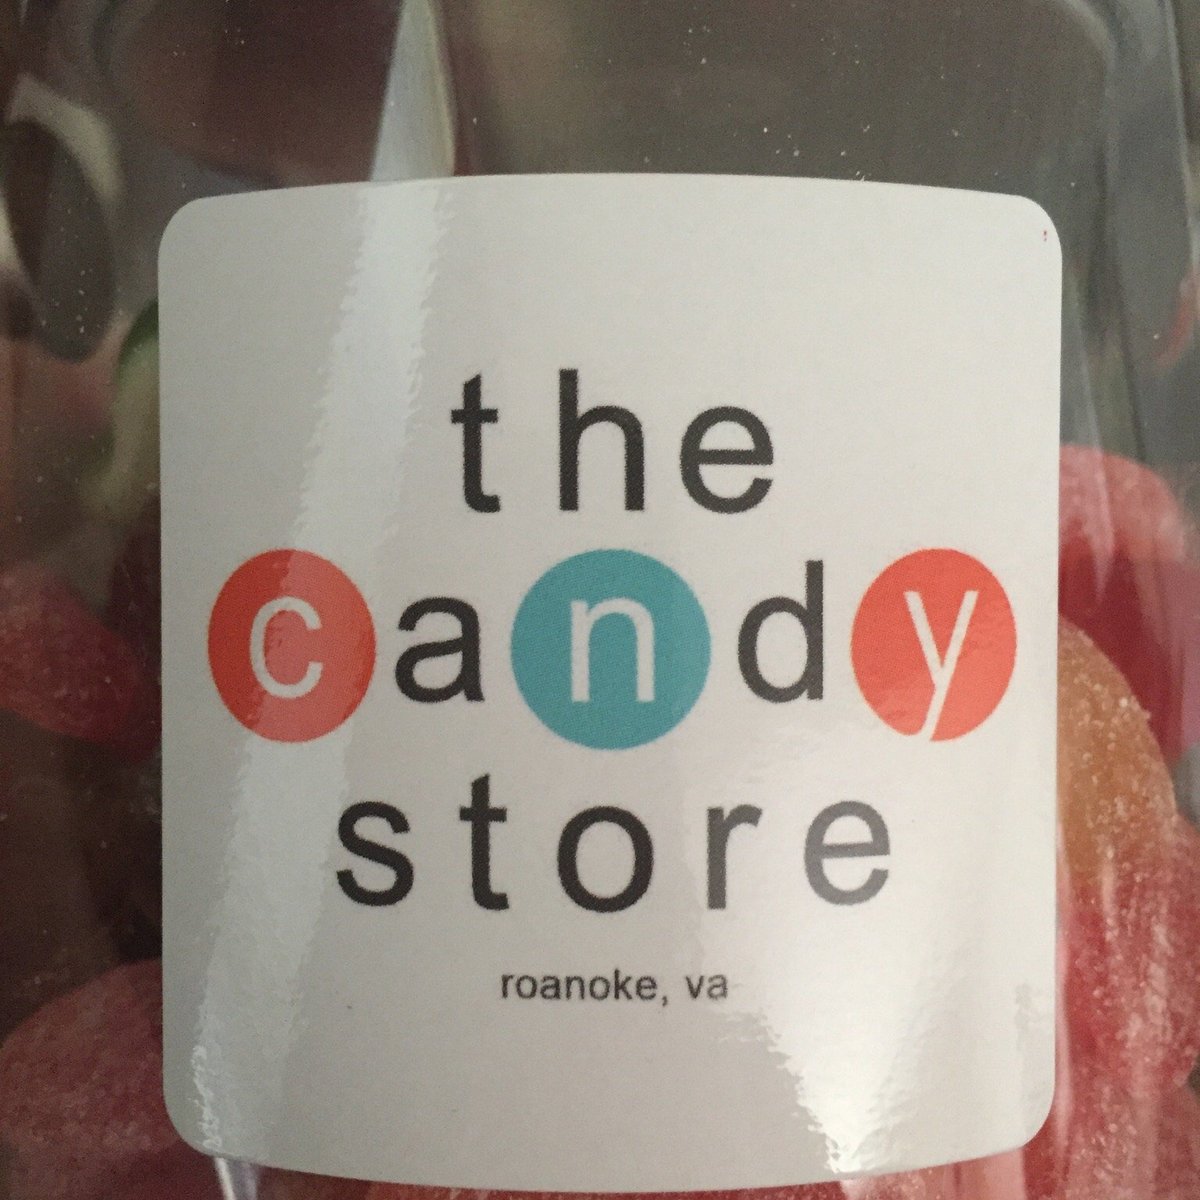 the
candy
store
roanoke, va